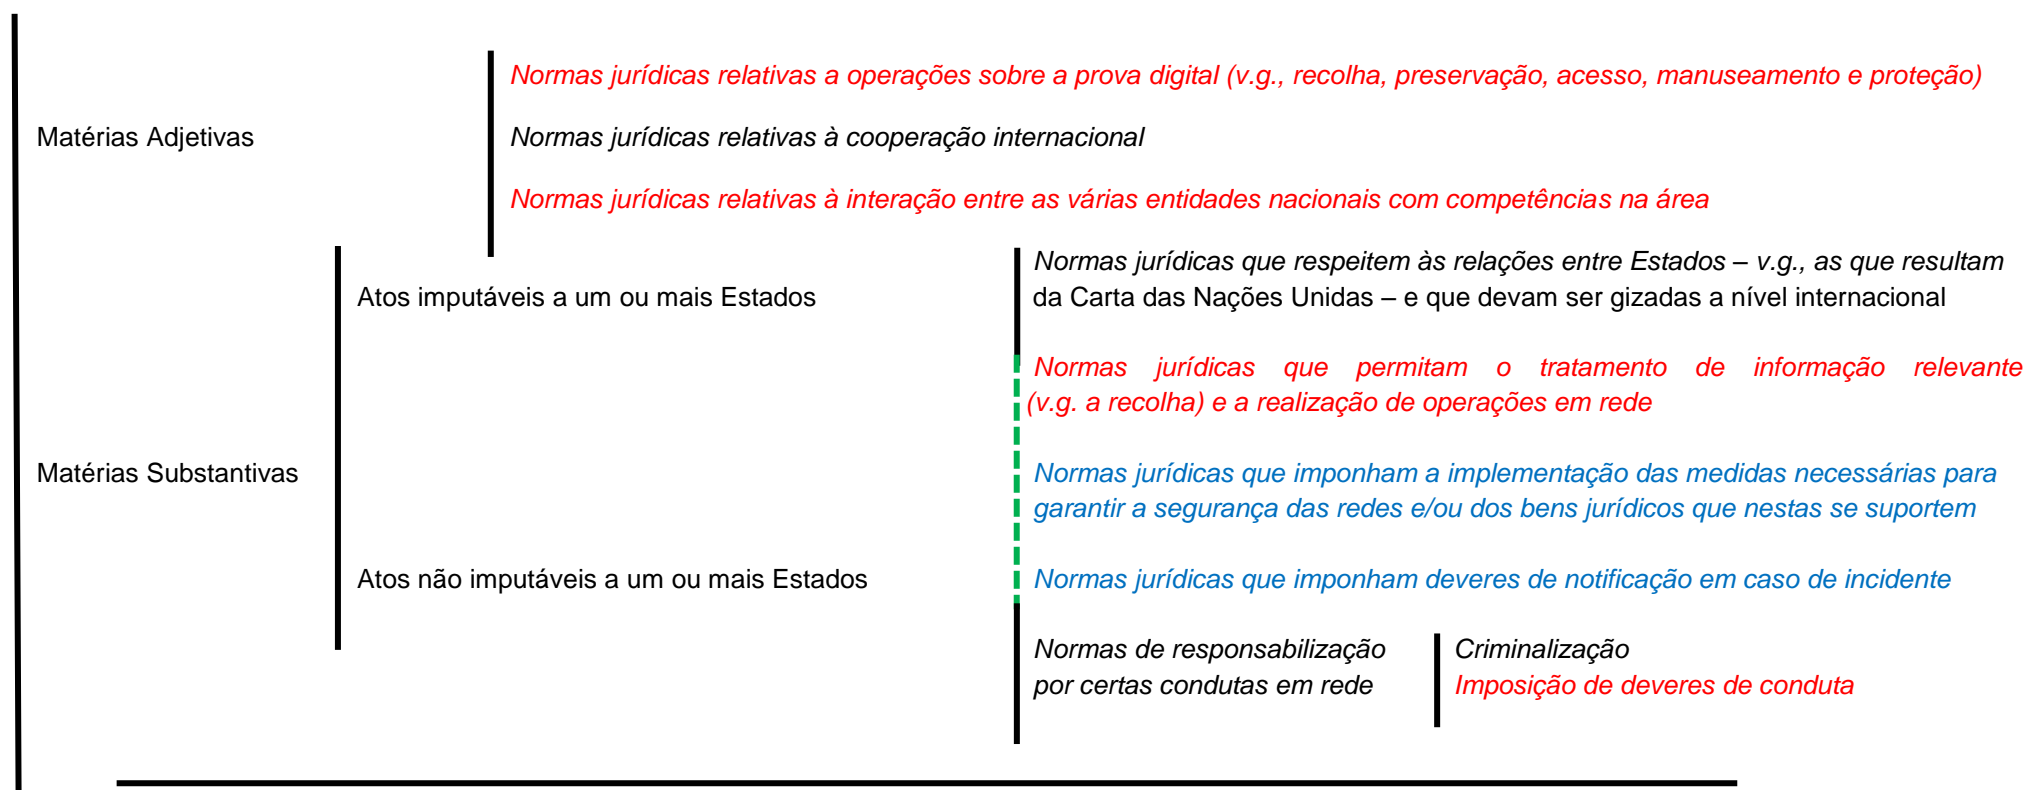 Normas jurídicas relativas a operações sobre a prova digital (v.g., recolha, preservação, acesso, manuseamento e proteção)
Matérias Adjetivas
Normas jurídicas relativas à cooperação internacional
Normas jurídicas relativas à interação entre as várias entidades nacionais com competências na área
Normas jurídicas que respeitem às relações entre Estados – v.g., as que resultam
Atos imputáveis a um ou mais Estados
da Carta das Nações Unidas – e que devam ser gizadas a nível internacional
Normas jurídicas que permitam o tratamento de informação relevante
(v.g. a recolha) e a realização de operações em rede
Matérias Substantivas
Normas jurídicas que imponham a implementação das medidas necessárias para
garantir a segurança das redes e/ou dos bens jurídicos que nestas se suportem
Atos não imputáveis a um ou mais Estados
Normas jurídicas que imponham deveres de notificação em caso de incidente
Normas de responsabilização
por certas condutas em rede
Criminalização
Imposição de deveres de conduta